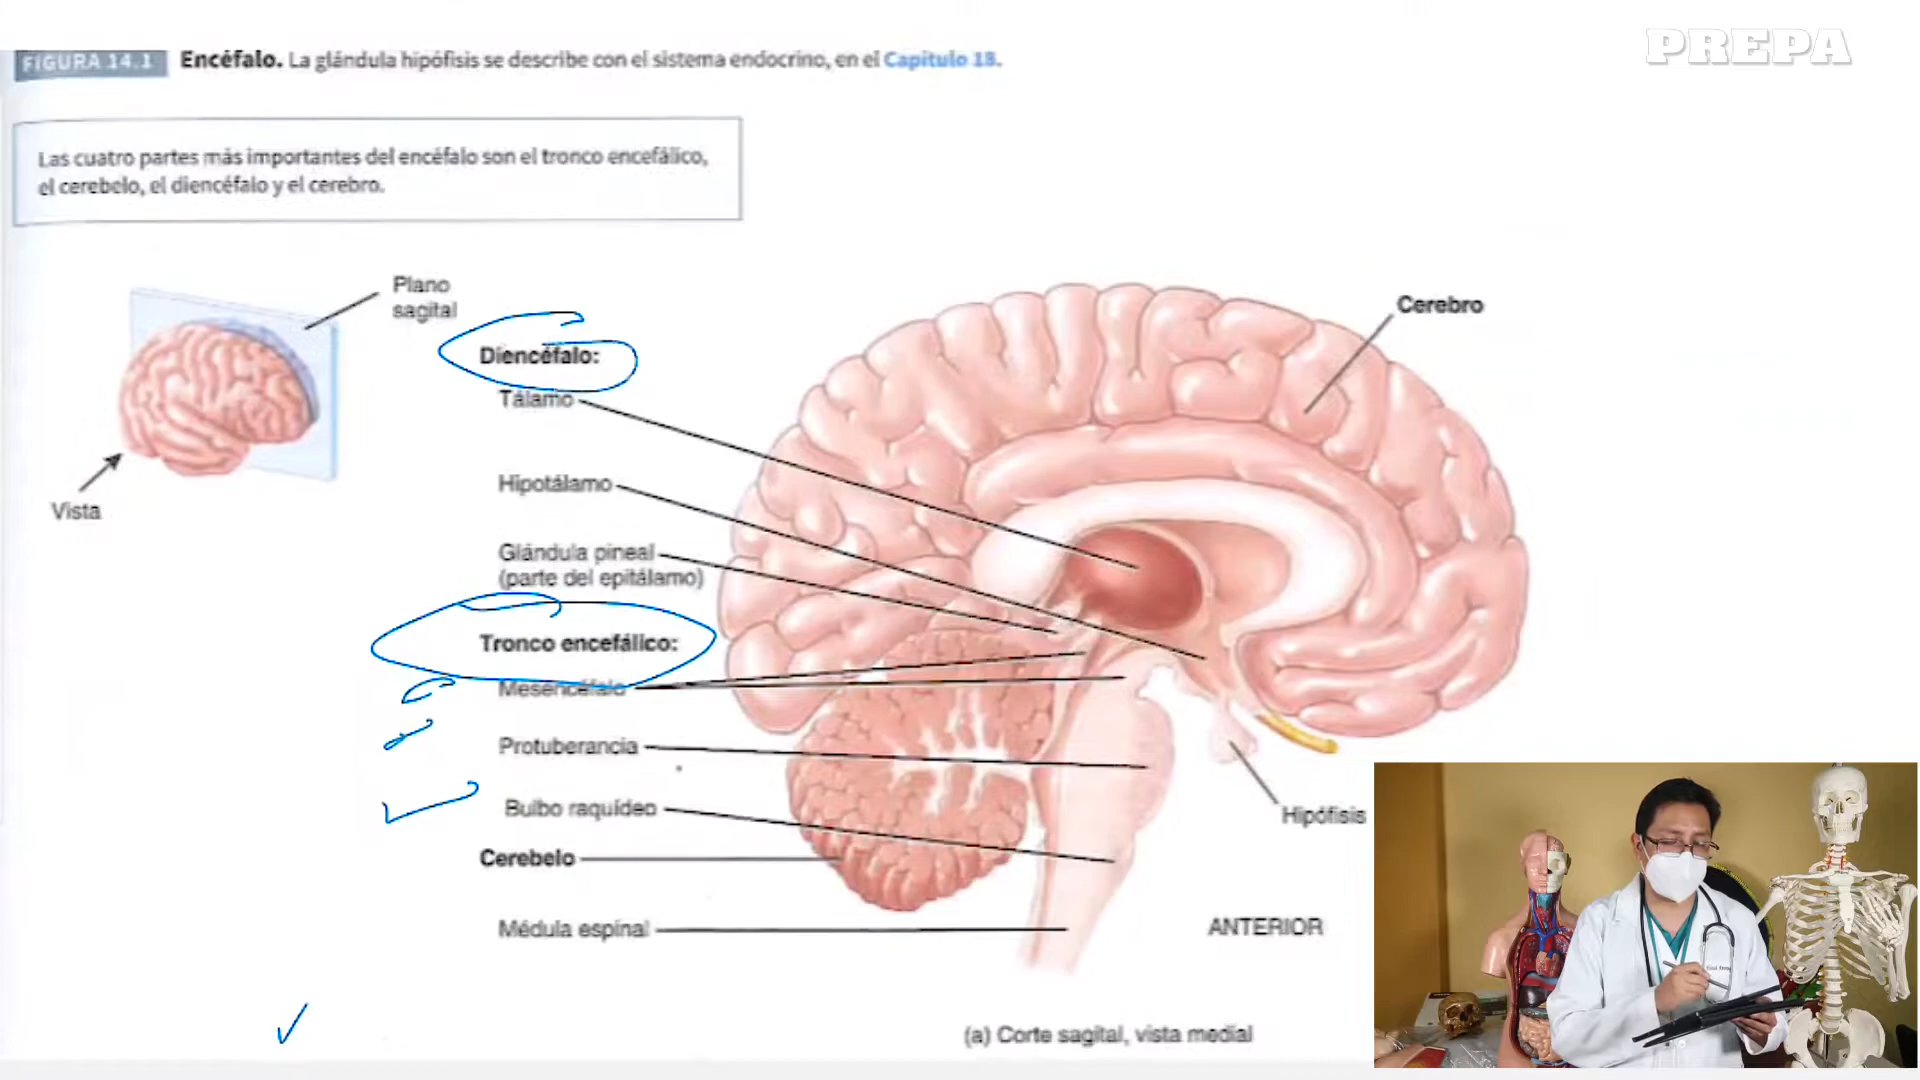 PREPA
FIGURA 14.1 Encéfalo. La glándula hipófisis se describe con el sistema endocrino, en el Capítulo 18.
Las cuatro partes más importantes del encéfalo son el tronco encefálico,
el cerebelo, el diencéfalo y el cerebro.
Plano
sagital
Vista
Diencéfalo:
Tálamo
Hipotálamo
Glándula pineal
(parte del epitálamo)
Tronco encefálico:
Mesencéfalo
Protuberancia
Bulbo raquídeo
Cerebelo
Médula espinal
Cerebro
Hipófisis
ANTERIOR
(a) Corte sagital, vista medial